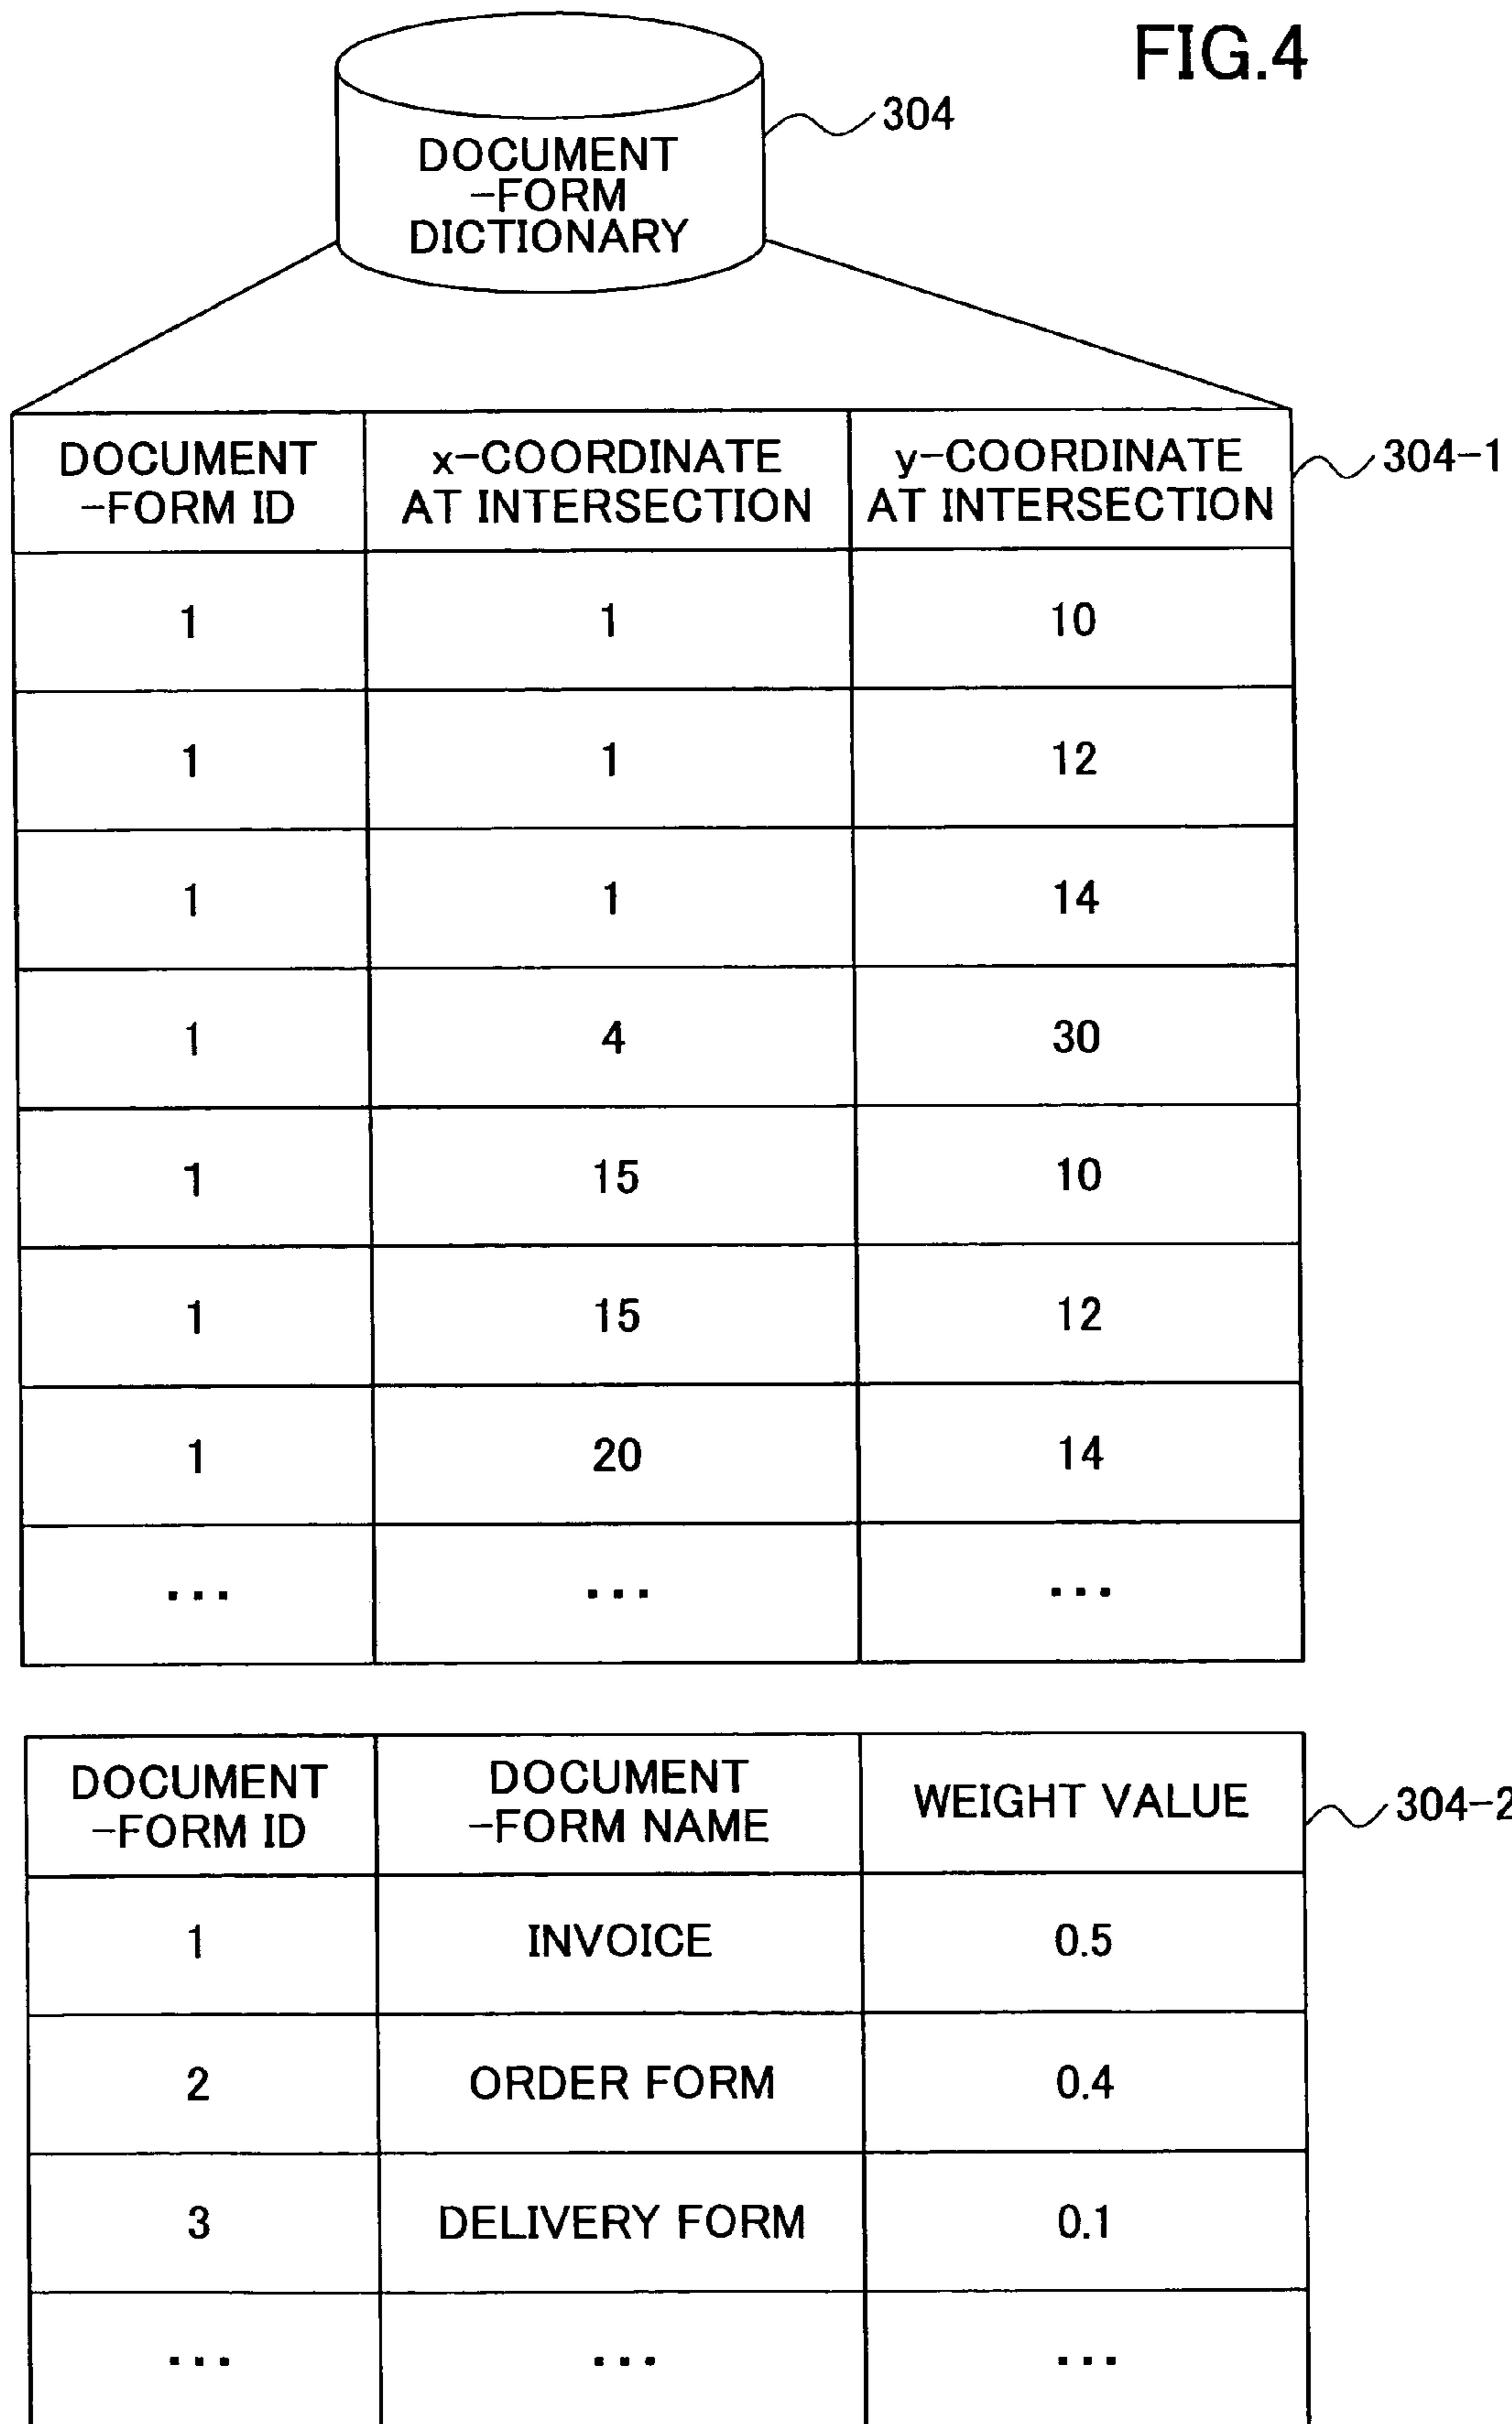 FIG.4
304
DOCUMENT
-FORM
DICTIONARY
304-1
DOCUMENT x-COORDINATE y-COORDINATE
-FORM ID AT INTERSECTION AT INTERSECTION
1 1 10
1 1 12
1 1 14
1 4 30
1 15 10
1 15 12
1 20 14
... ... ...
304-2
DOCUMENT DOCUMENT WEIGHT VALUE
-FORM ID -FORM NAME
1 INVOICE 0.5
2 ORDER FORM 0.4
3 DELIVERY FORM 0.1
... ... ...